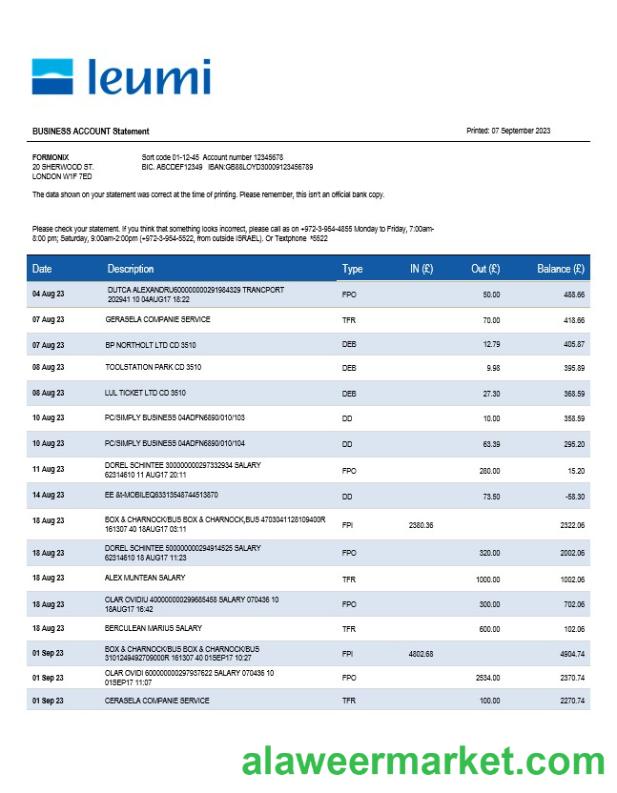 leumi
BUSINESS ACCOUNT Statement Printed: 07 September 2023
FORMONIX Sort code 01-12-45 Account number 12345678
20 SHERWOOD ST. BIC. ABCDEF12349 IBAN:GB88LOYD30009123456789
LONDON W1F 7ED
The data shown on your statement was correct at the time of printing. Please remember, this isn't an official bank copy.
Please check your statement. If you think that something looks incorrect, please call as on +972-3-954-4855 Monday to Friday, 7:00am-
8:00 pm; Saturday, 9:00am-2:00pm (+972-3-954-5522, from outside ISRAEL). Or Textphone *5522
Date Description Type IN (£) Out (£) Balance (£)
04 Aug 23 DUTCA ALEXANDRU600000000291984329 TRANCPORT
202941 10 04AUG17 18:22 FPO 50.00 488.66
07 Aug 23 GERASELA COMPANIE SERVICE TFR 70.00 418.66
07 Aug 23 BP NORTHOLT LTD CD 3510 DEB 12.79 405.87
08 Aug 23 TOOLSTATION PARK CD 3510 DEB 9.98 395.89
08 Aug 23 LUL TICKET LTD CD 3510 DEB 27.30 368.59
10 Aug 23 PC/SIMPLY BUSINESS 04ADFN6890/010/103 DD 10.00 358.59
10 Aug 23 PC/SIMPLY BUSINESS 04ADFN6890/010/104 DD 63.39 295.20
11 Aug 23 DOREL SCHINTEE 300000000297332934 SALARY
62314610 11 AUG17 20:11 FPO 280.00 15.20
14 Aug 23 EE &t-MOBILEQ83313548744513870 DD 73.50 -58.30
18 Aug 23 BOX & CHARNOCK/BUS BOX & CHARNOCK,BUS 4703041128109400R
161307 40 18AUG17 03:11 FPI 2380.36 2322.06
18 Aug 23 DOREL SCHINTEE 500000000294914525 SALARY
62314610 18 AUG17 11:23 FPO 320.00 2002.06
18 Aug 23 ALEX MUNTEAN SALARY TFR 1000.00 1002.06
18 Aug 23 OLAR OVIDIU 400000000299685458 SALARY 070436 10
18AUG17 16:42 FPO 300.00 702.06
18 Aug 23 BERCULEAN MARIUS SALARY TFR 600.00 102.06
01 Sep 23 BOX & CHARNOCK/BUS BOX & CHARNOCK/BUS
3101249492709000R 161307 40 01SEP17 10:27 FPI 4802.68 4904.74
01 Sep 23 OLAR OVIDI 600000000297937622 SALARY 070436 10
01SEP17 11:07 FPO 2534.00 2370.74
01 Sep 23 CERASELA COMPANIE SERVICE TFR 100.00 2270.74
alaweermarket.com